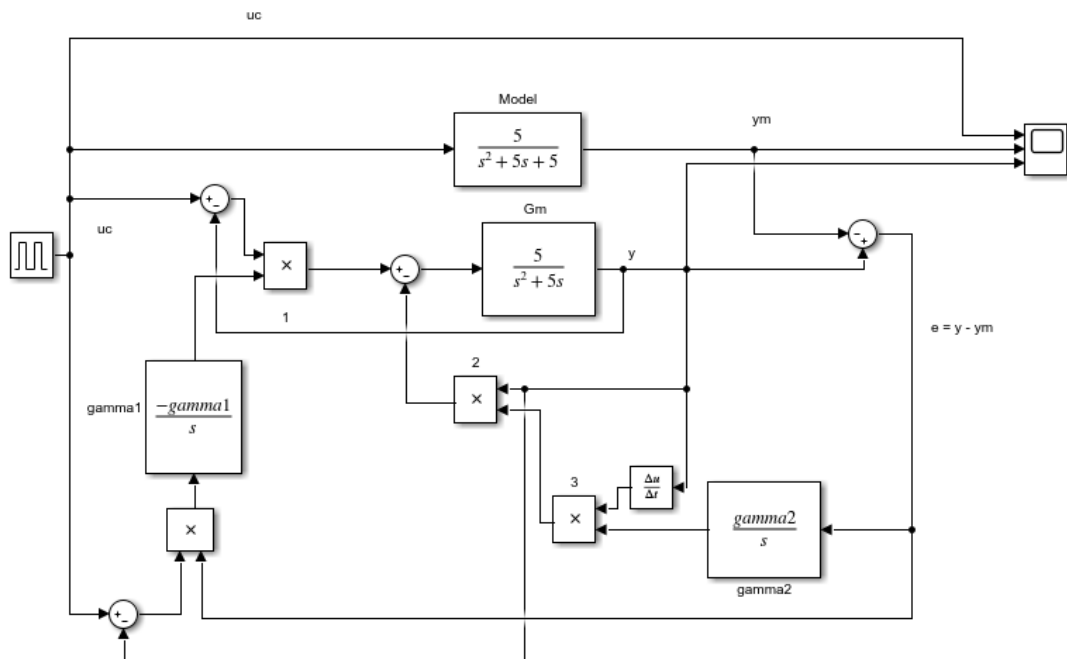 uc
Model
5
s² + 5s + 5
ym
+ -
uc
Gm
5
s² + 5s
y
- +
×
+ -
1
e = y - ym
2
×
gamma1
-gamma1
s
3
×
Δu
Δt
gamma2
s
gamma2
×
+ -